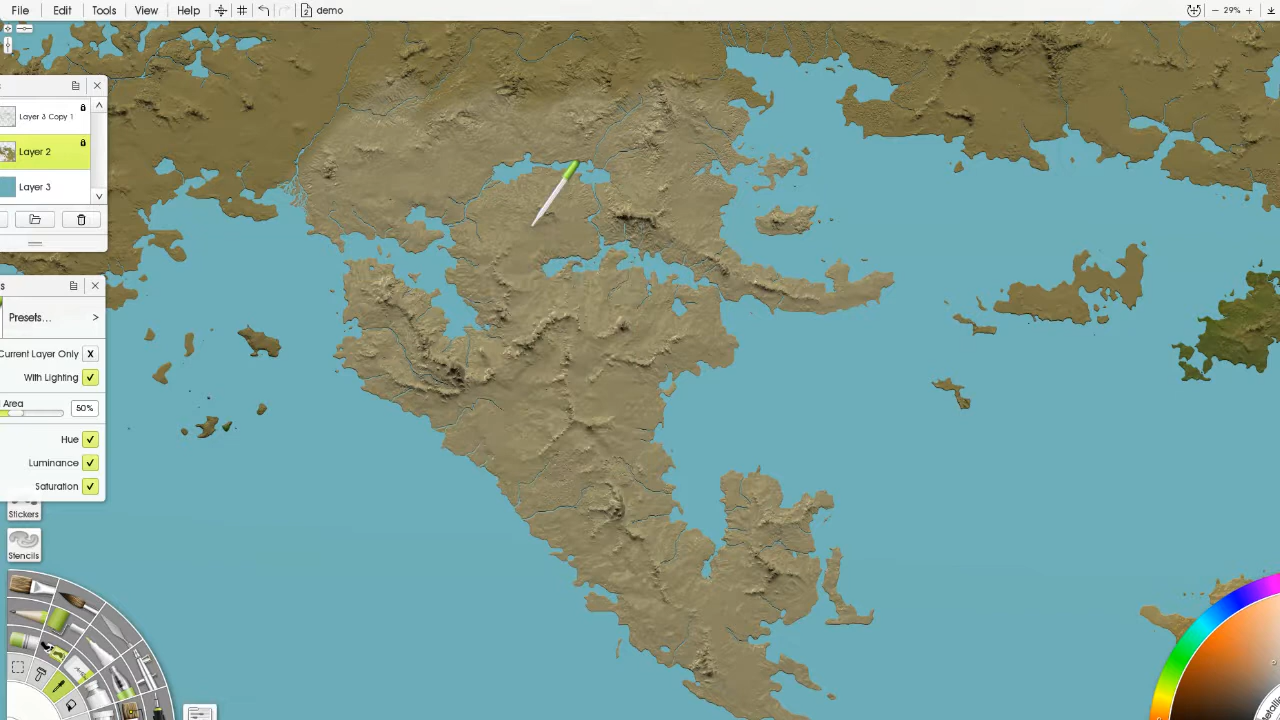 File Edit Tools View Help demo 29%
Layer 3 Copy 1
Layer 2
Layer 3
Presets...
Current Layer Only X
With Lighting
Area 50%
Hue
Luminance
Saturation
Stickers
Stencils